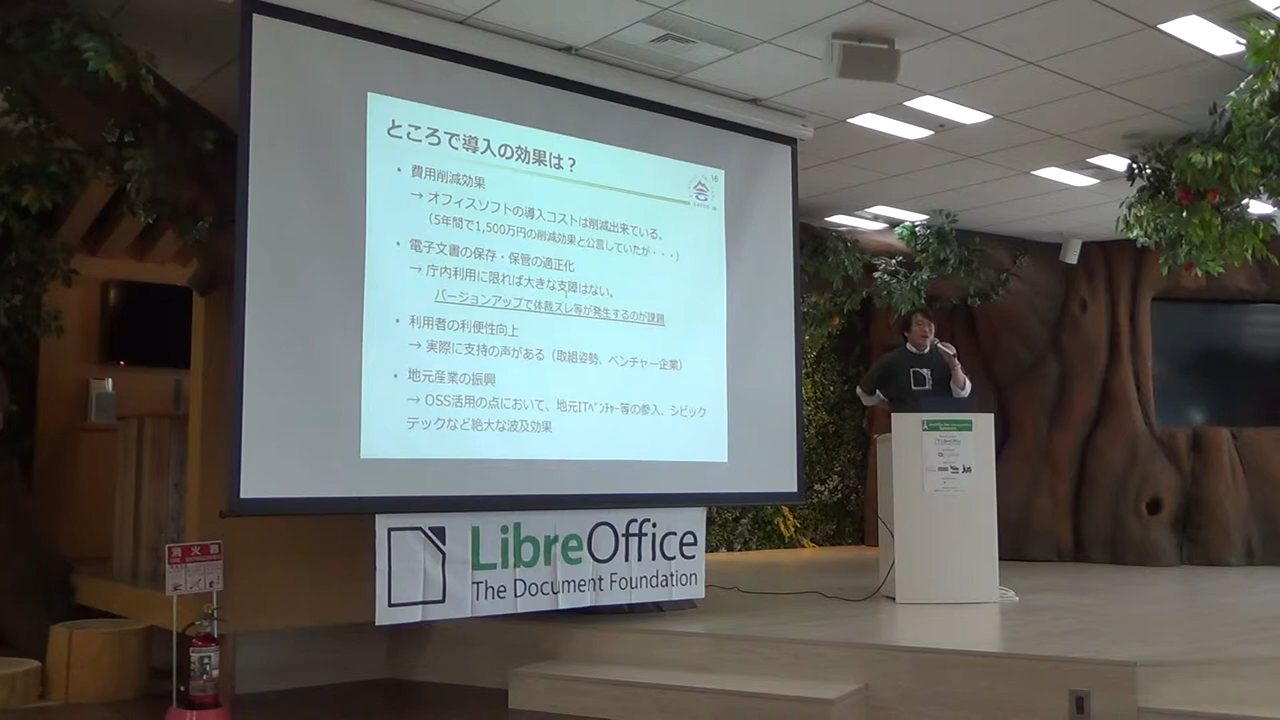 ところで導入の効果は？
16
• 費用削減効果
→ オフィスソフトの導入コストは削減出来ている。
（5年間で1,500万円の削減効果と公言していたが・・・）
• 電子文書の保存・保管の適正化
→ 庁内利用に限れば大きな支障はない。
バージョンアップで体裁ズレ等が発生するのが課題
• 利用者の利便性向上
→ 実際に支持の声がある（取組姿勢、ベンチャー企業）
• 地元産業の振興
→ OSS活用の点において、地元ITﾍﾞﾝﾁｬｰ等の参入、シビック
テックなど絶大な波及効果
LibreOffice
The Document Foundation
消火器
LibreOffice
jus